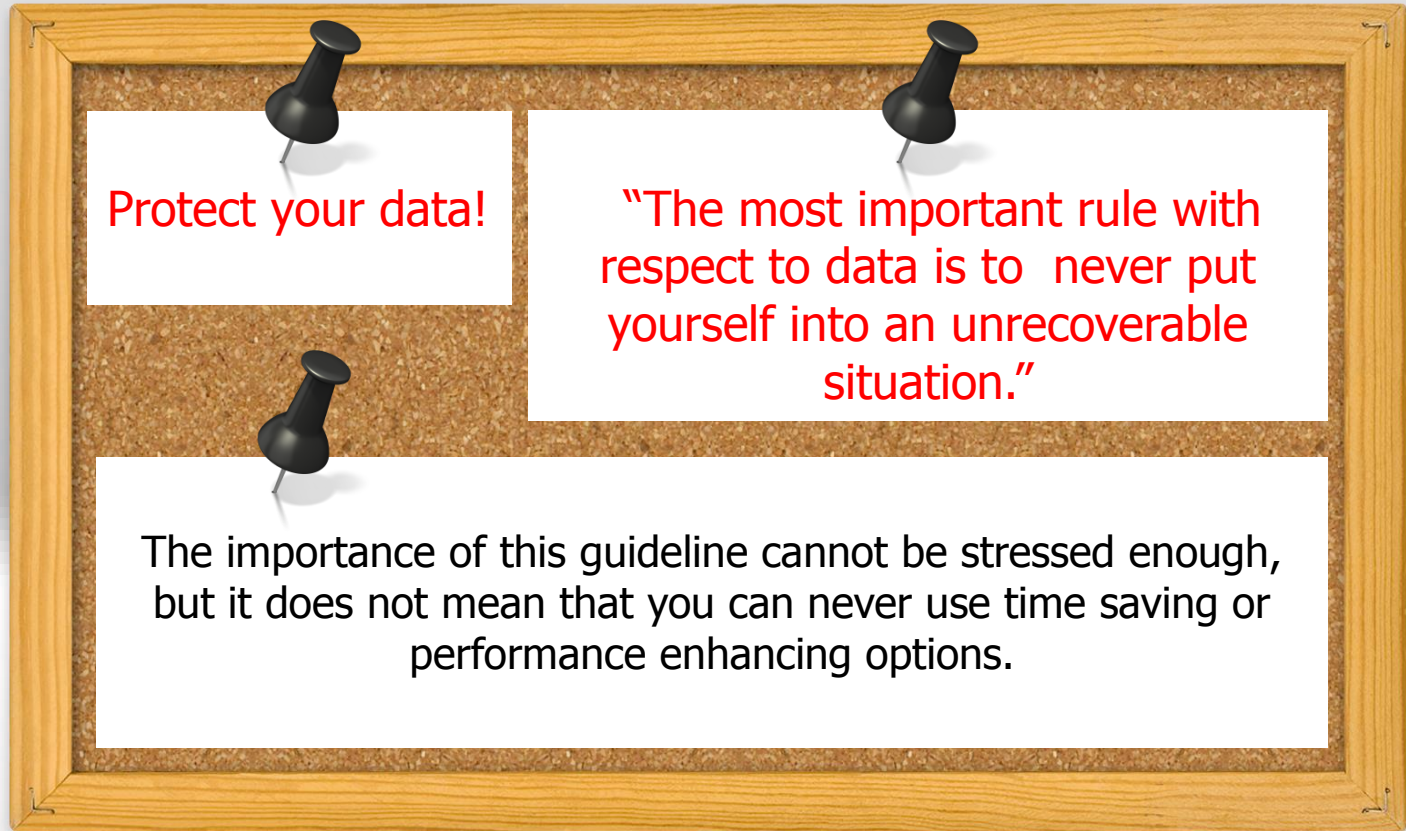 Protect your data!
“The most important rule with
respect to data is to  never put
yourself into an unrecoverable
situation.”
The importance of this guideline cannot be stressed enough,
but it does not mean that you can never use time saving or
performance enhancing options.